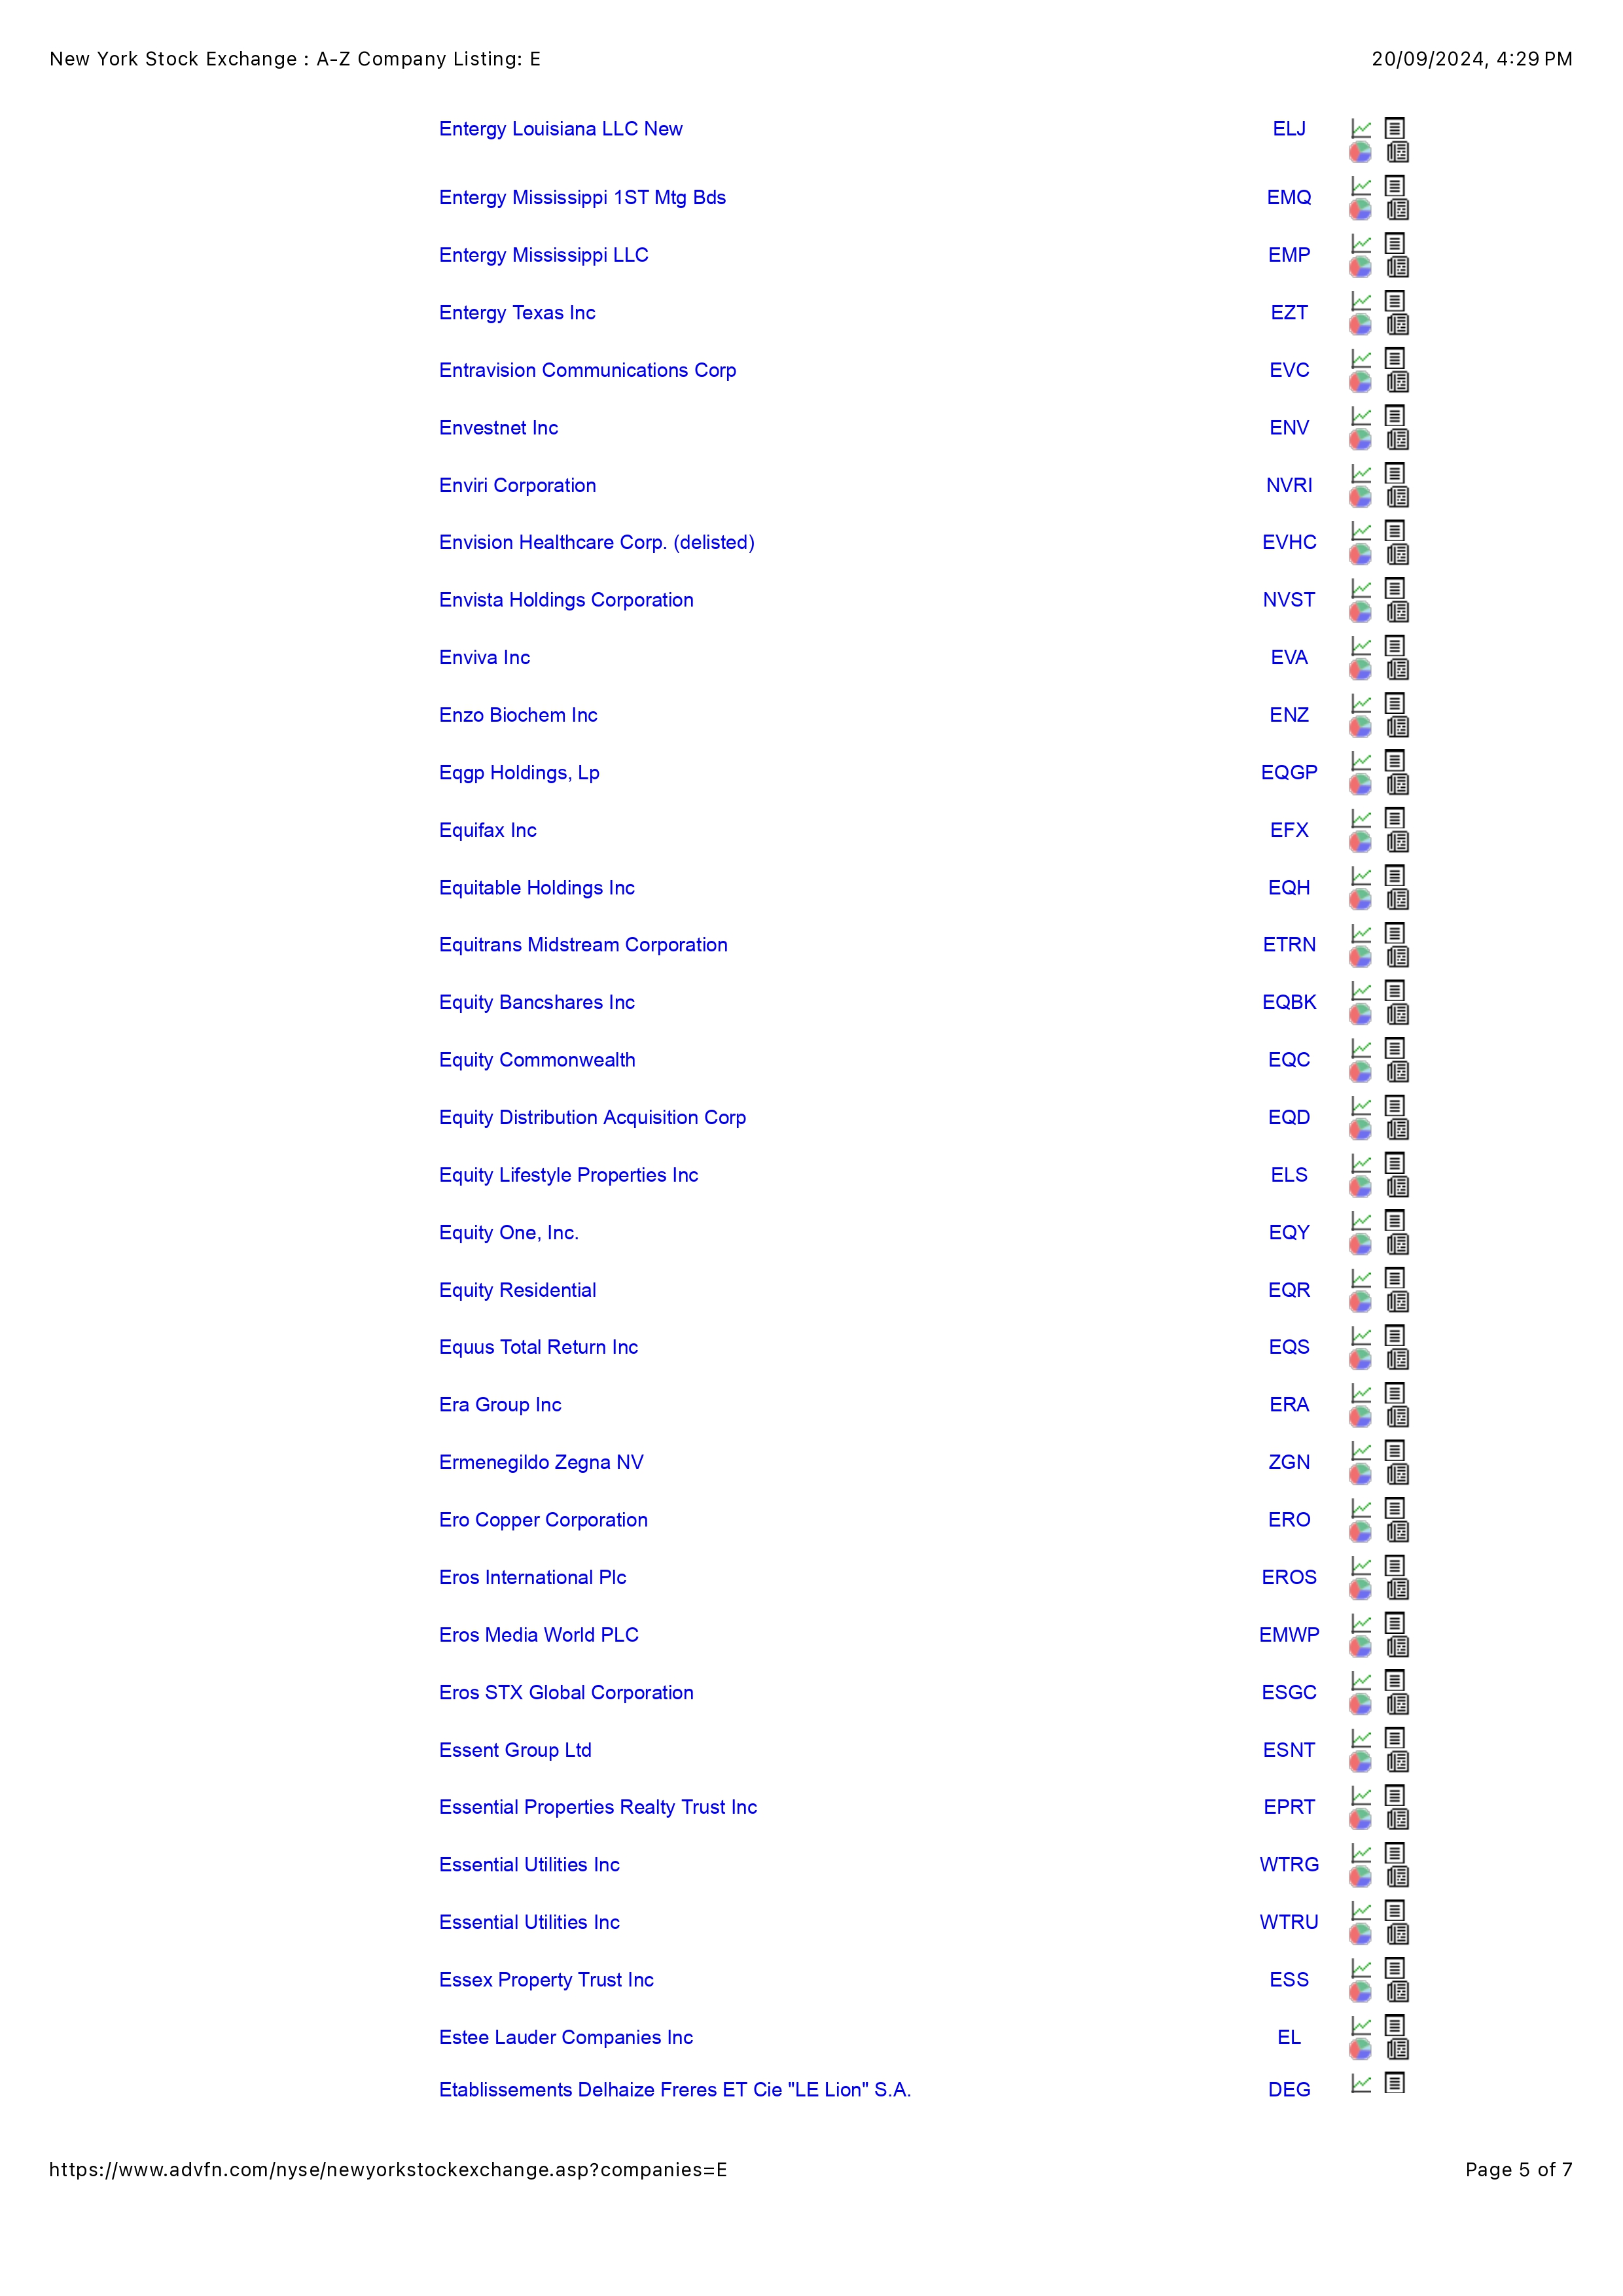 New York Stock Exchange : A-Z Company Listing: E 20/09/2024, 4:29 PM
Entergy Louisiana LLC New ELJ
Entergy Mississippi 1ST Mtg Bds EMQ
Entergy Mississippi LLC EMP
Entergy Texas Inc EZT
Entravision Communications Corp EVC
Envestnet Inc ENV
Enviri Corporation NVRI
Envision Healthcare Corp. (delisted) EVHC
Envista Holdings Corporation NVST
Enviva Inc EVA
Enzo Biochem Inc ENZ
Eqgp Holdings, Lp EQGP
Equifax Inc EFX
Equitable Holdings Inc EQH
Equitrans Midstream Corporation ETRN
Equity Bancshares Inc EQBK
Equity Commonwealth EQC
Equity Distribution Acquisition Corp EQD
Equity Lifestyle Properties Inc ELS
Equity One, Inc. EQY
Equity Residential EQR
Equus Total Return Inc EQS
Era Group Inc ERA
Ermenegildo Zegna NV ZGN
Ero Copper Corporation ERO
Eros International Plc EROS
Eros Media World PLC EMWP
Eros STX Global Corporation ESGC
Essent Group Ltd ESNT
Essential Properties Realty Trust Inc EPRT
Essential Utilities Inc WTRG
Essential Utilities Inc WTRU
Essex Property Trust Inc ESS
Estee Lauder Companies Inc EL
Etablissements Delhaize Freres ET Cie "LE Lion" S.A. DEG
https://www.advfn.com/nyse/newyorkstockexchange.asp?companies=E Page 5 of 7